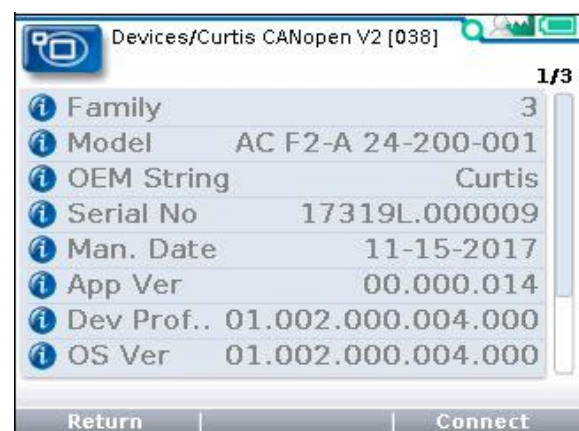 Devices/Curtis CANopen V2 [038]
1/3
Family 3
Model AC F2-A 24-200-001
OEM String Curtis
Serial No 17319L.000009
Man. Date 11-15-2017
App Ver 00.000.014
Dev Prof.. 01.002.000.004.000
OS Ver 01.002.000.004.000
Return Connect